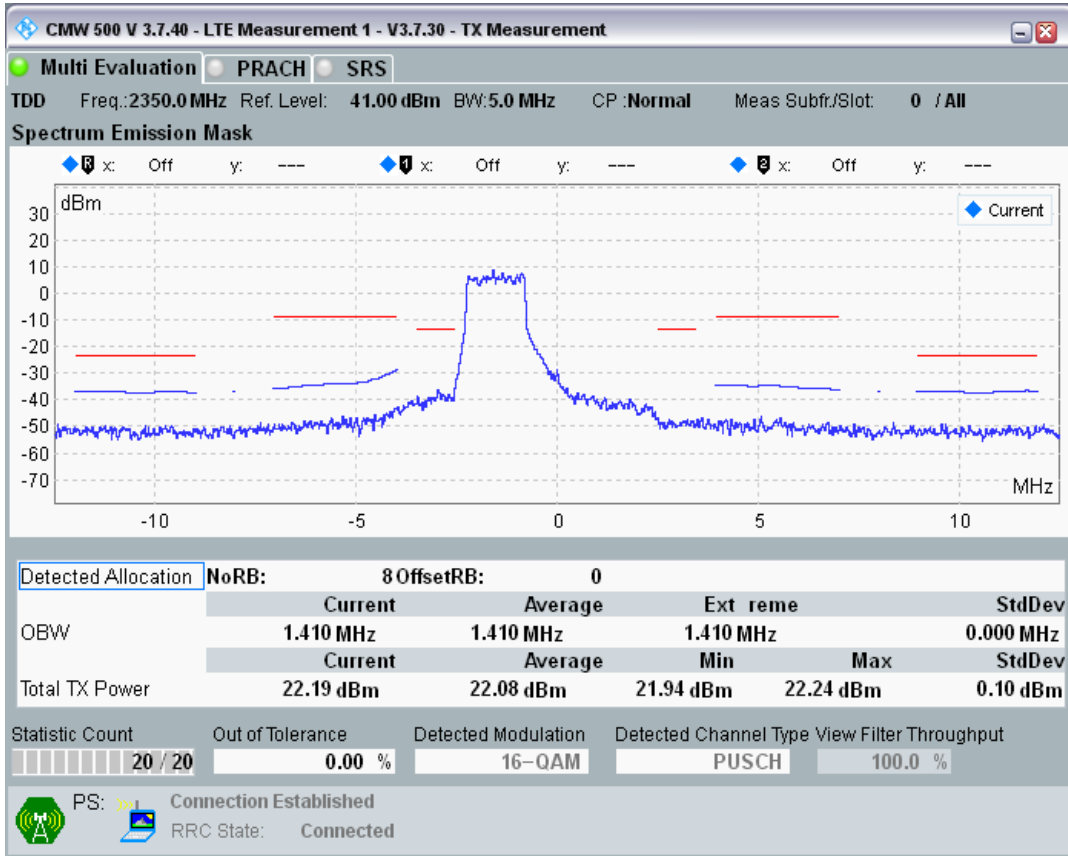 CMW 500 V 3.7.40 - LTE Measurement 1 - V3.7.30 - TX Measurement
Multi Evaluation PRACH SRS
TDD Freq.:2350.0 MHz Ref. Level: 41.00 dBm BW:5.0 MHz CP :Normal Meas Subfr./Slot: 0 / All
Spectrum Emission Mask
R x: Off y: --- 1 x: Off y: --- 2 x: Off y: ---
dBm
Current
30
20
10
0
-10
-20
-30
-40
-50
-60
-70
MHz
-10 -5 0 5 10
Detected Allocation NoRB: 8 OffsetRB: 0
Current Average Ext reme StdDev
OBW 1.410 MHz 1.410 MHz 1.410 MHz 0.000 MHz
Current Average Min Max StdDev
Total TX Power 22.19 dBm 22.08 dBm 21.94 dBm 22.24 dBm 0.10 dBm
Statistic Count Out of Tolerance Detected Modulation Detected Channel Type View Filter Throughput
20 / 20 0.00 % 16-QAM PUSCH 100.0 %
PS: Connection Established
RRC State: Connected